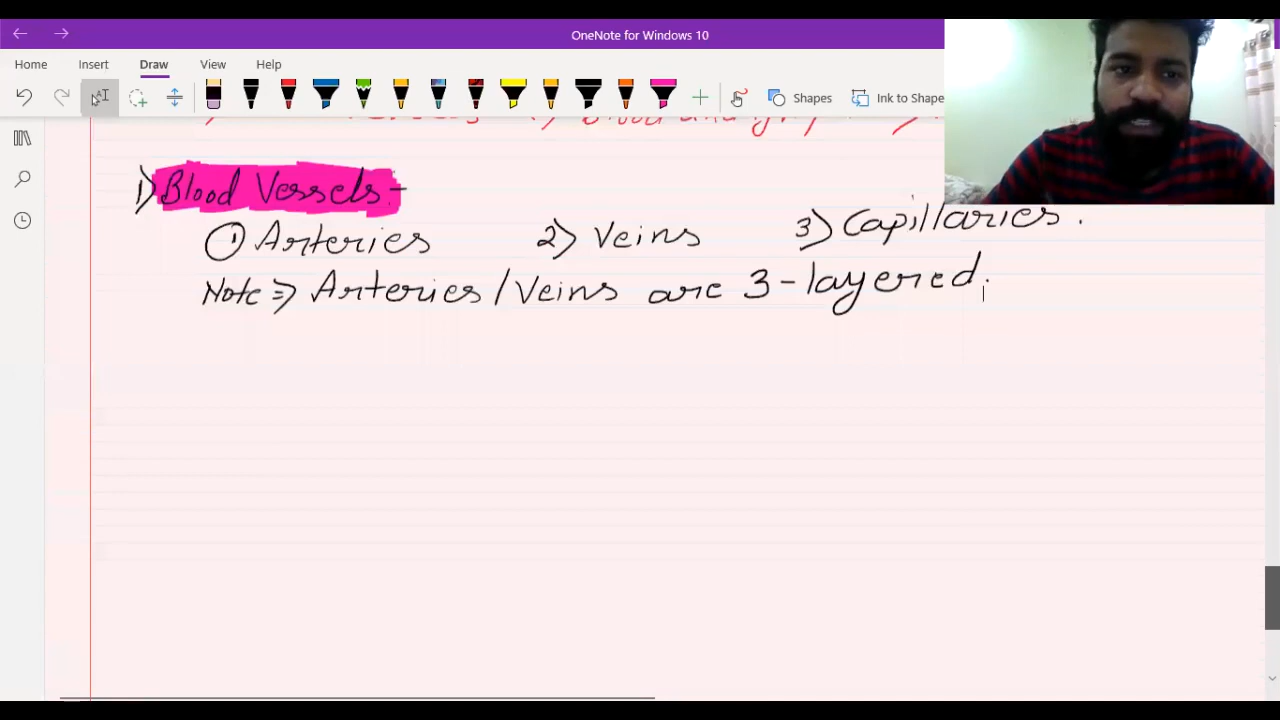 OneNote for Windows 10
Home Insert Draw View Help
Shapes Ink to Shape
1) Blood Vessels:-
1) Arteries 2) Veins 3) Capillaries.
Note => Arteries/Veins are 3-layered.